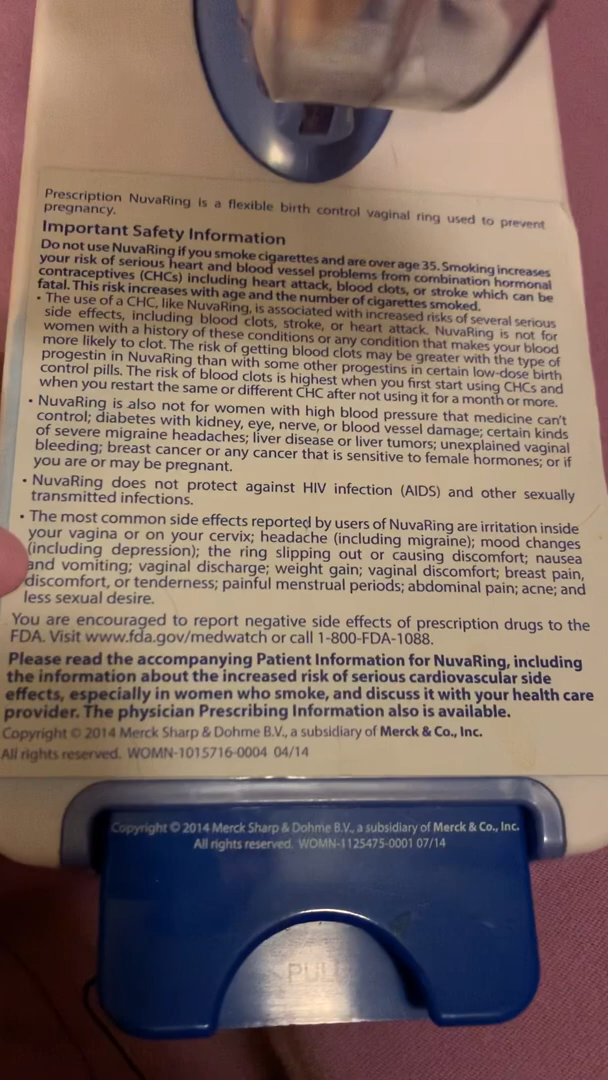 Prescription NuvaRing is a flexible birth control vaginal ring used to prevent
pregnancy.
Important Safety Information
Do not use NuvaRing if you smoke cigarettes and are over age 35. Smoking increases
your risk of serious heart and blood vessel problems from combination hormonal
contraceptives (CHCs) including heart attack, blood clots, or stroke which can be
fatal. This risk increases with age and the number of cigarettes smoked.
• The use of a CHC, like NuvaRing, is associated with increased risks of several serious
side effects, including blood clots, stroke, or heart attack. NuvaRing is not for
women with a history of these conditions or any condition that makes your blood
more likely to clot. The risk of getting blood clots may be greater with the type of
progestin in NuvaRing than with some other progestins in certain low-dose birth
control pills. The risk of blood clots is highest when you first start using CHCs and
when you restart the same or different CHC after not using it for a month or more.
• NuvaRing is also not for women with high blood pressure that medicine can't
control; diabetes with kidney, eye, nerve, or blood vessel damage; certain kinds
of severe migraine headaches; liver disease or liver tumors; unexplained vaginal
bleeding; breast cancer or any cancer that is sensitive to female hormones; or if
you are or may be pregnant.
• NuvaRing does not protect against HIV infection (AIDS) and other sexually
transmitted infections.
• The most common side effects reported by users of NuvaRing are irritation inside
your vagina or on your cervix; headache (including migraine); mood changes
(including depression); the ring slipping out or causing discomfort; nausea
and vomiting; vaginal discharge; weight gain; vaginal discomfort; breast pain,
discomfort, or tenderness; painful menstrual periods; abdominal pain; acne; and
less sexual desire.
You are encouraged to report negative side effects of prescription drugs to the
FDA. Visit www.fda.gov/medwatch or call 1-800-FDA-1088.
Please read the accompanying Patient Information for NuvaRing, including
the information about the increased risk of serious cardiovascular side
effects, especially in women who smoke, and discuss it with your health care
provider. The physician Prescribing Information also is available.
Copyright © 2014 Merck Sharp & Dohme B.V., a subsidiary of Merck & Co., Inc.
All rights reserved. WOMN-1015716-0004 04/14
Copyright © 2014 Merck Sharp & Dohme B.V., a subsidiary of Merck & Co., Inc.
All rights reserved. WOMN-1125475-0001 07/14
PULL